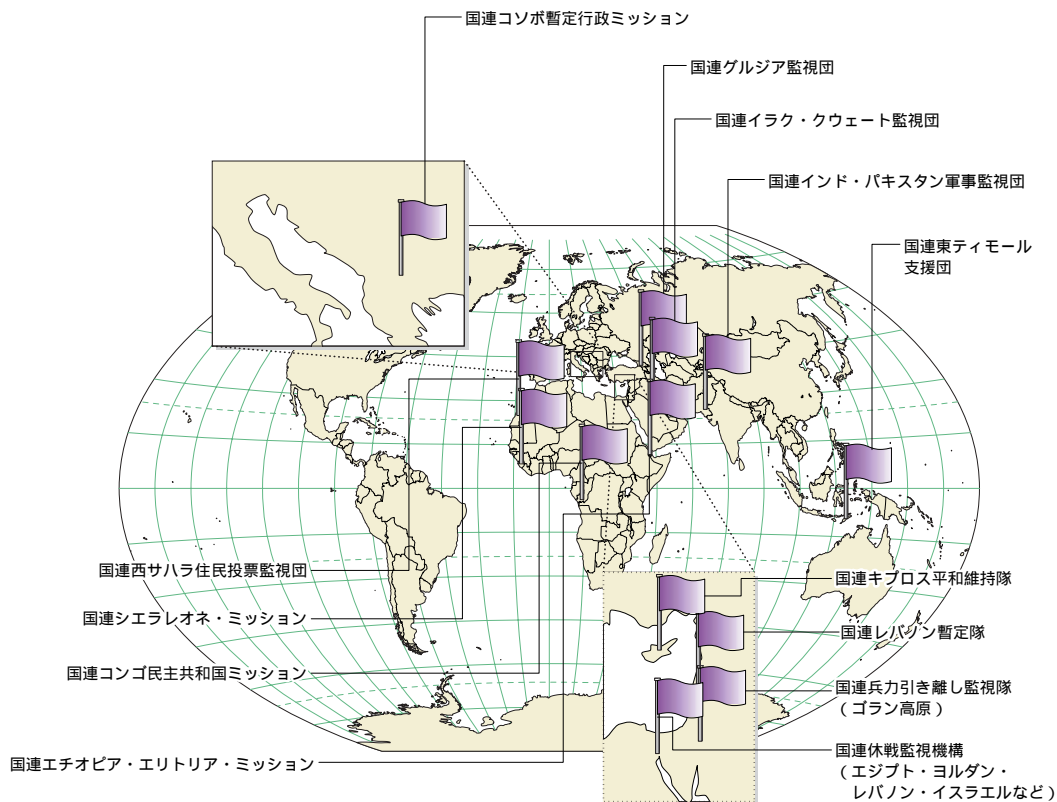 国連コソボ暫定行政ミッション
国連グルジア監視団
国連イラク・クウェート監視団
国連インド・パキスタン軍事監視団
国連東ティモール
支援団
国連西サハラ住民投票監視団
国連シエラレオネ・ミッション
国連コンゴ民主共和国ミッション
国連エチオピア・エリトリア・ミッション
国連キプロス平和維持隊
国連レバノン暫定隊
国連兵力引き離し監視隊
（ゴラン高原）
国連休戦監視機構
（エジプト・ヨルダン・
レバノン・イスラエルなど）